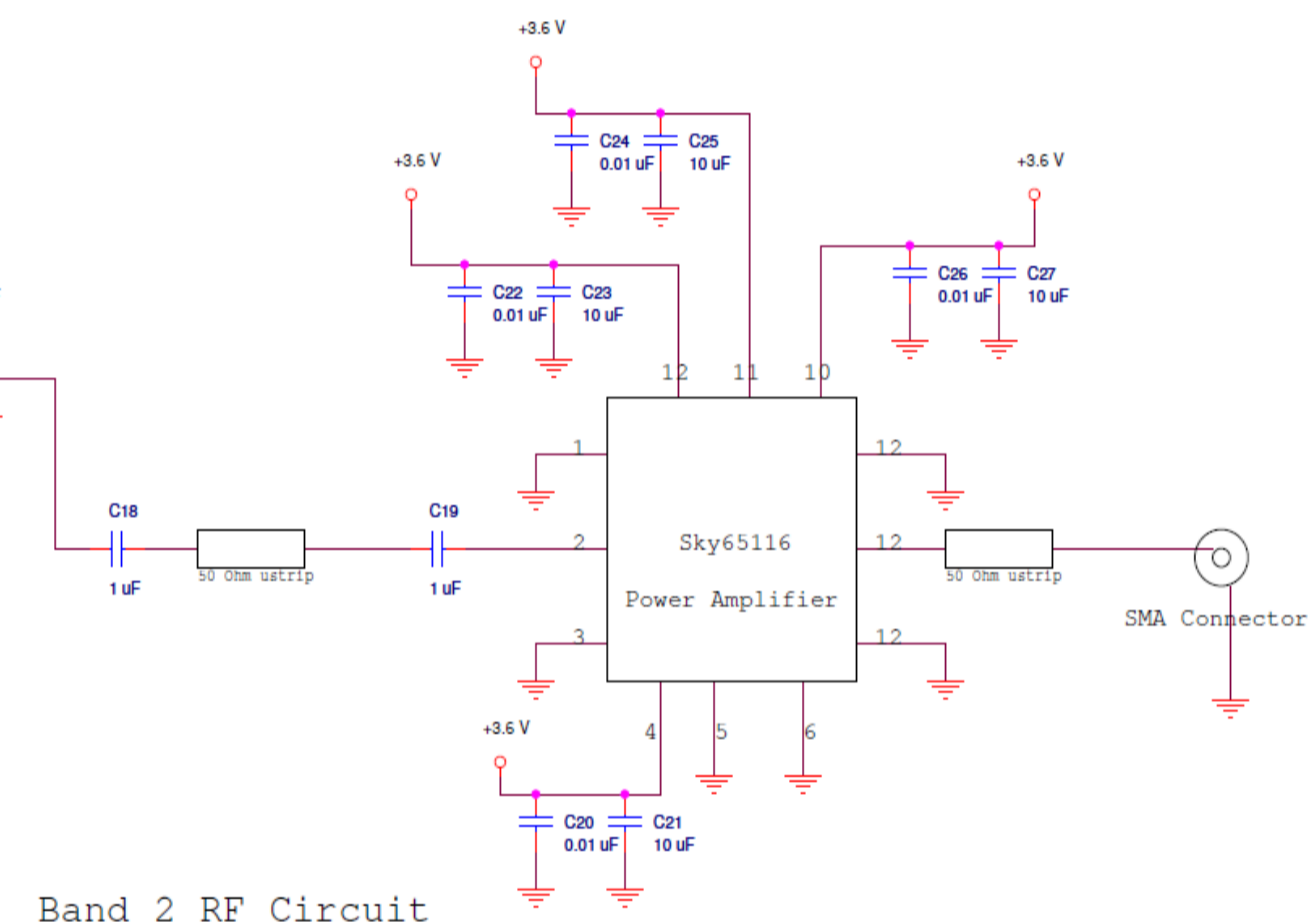 +3.6 V
C24
0.01 uF
C25
10 uF
+3.6 V
+3.6 V
C22
0.01 uF
C23
10 uF
C26
0.01 uF
C27
10 uF
12
11
10
1
12
C18
1 uF
50 Ohm ustrip
C19
1 uF
2
Sky65116
Power Amplifier
12
50 Ohm ustrip
SMA Connector
3
12
+3.6 V
4
5
6
C20
0.01 uF
C21
10 uF
Band 2 RF Circuit